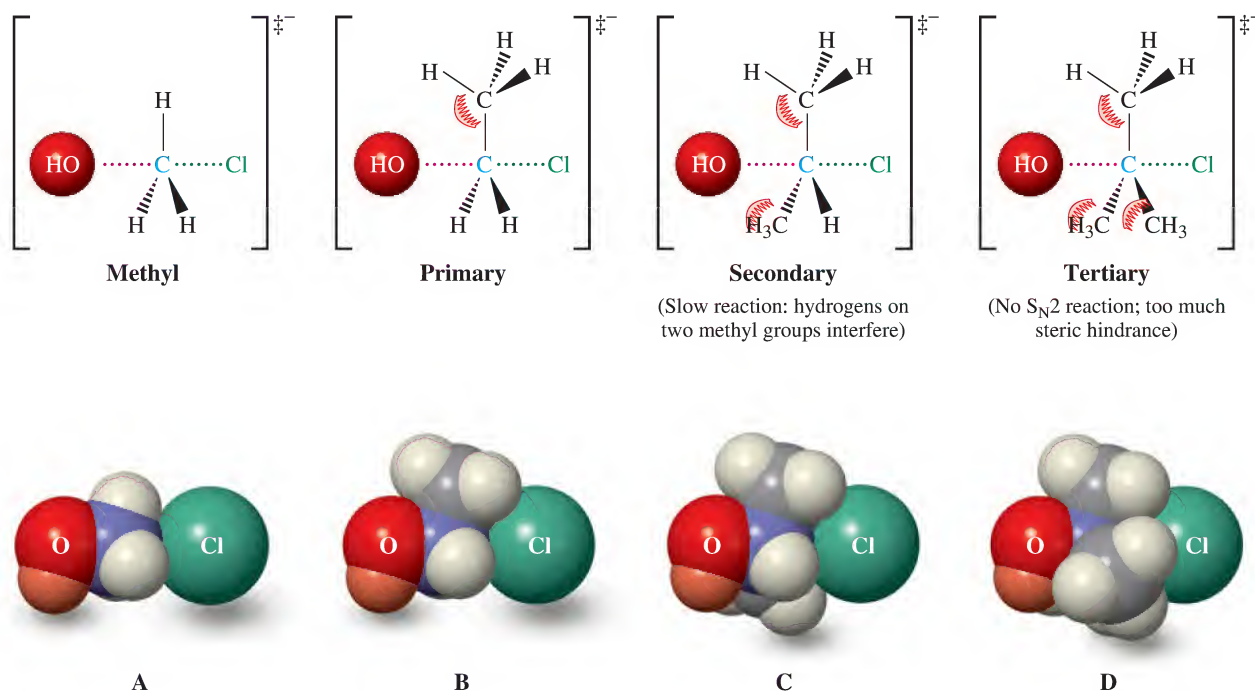 ‡− ‡− ‡− ‡−
H H H
H H H H H H H
C C C
HO C Cl HO C Cl HO C Cl HO C Cl
H H H H H3C H H3C CH3
Methyl Primary Secondary Tertiary
(Slow reaction: hydrogens on (No SN2 reaction; too much
two methyl groups interfere) steric hindrance)
O Cl O Cl O Cl O Cl
A B C D